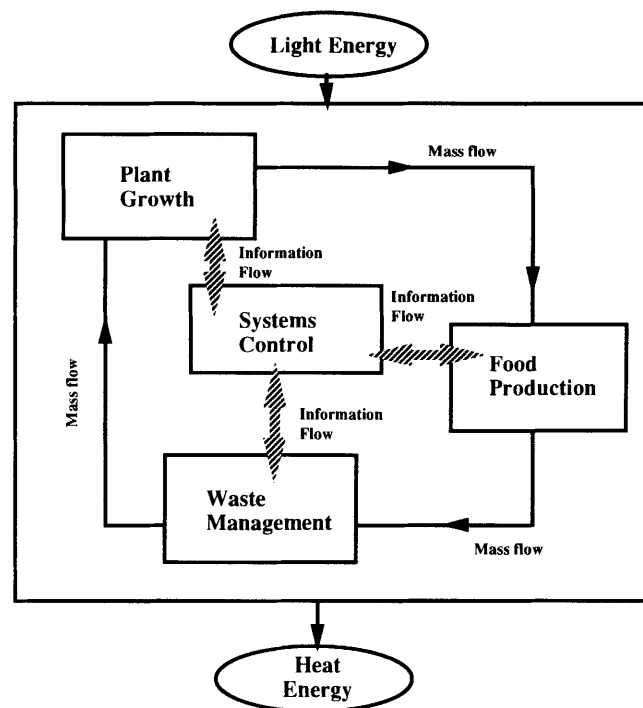 Light Energy
Mass flow
Plant
Growth
Information
Flow
Information
Flow
Systems
Control
Food
Production
Mass flow
Information
Flow
Waste
Management
Mass flow
Heat
Energy